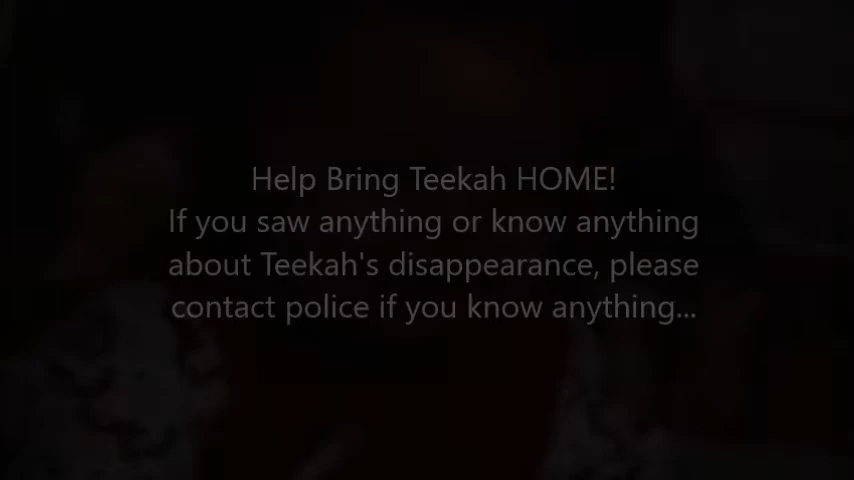 Help Bring Teekah HOME!
If you saw anything or know anything
about Teekah's disappearance, please
contact police if you know anything...